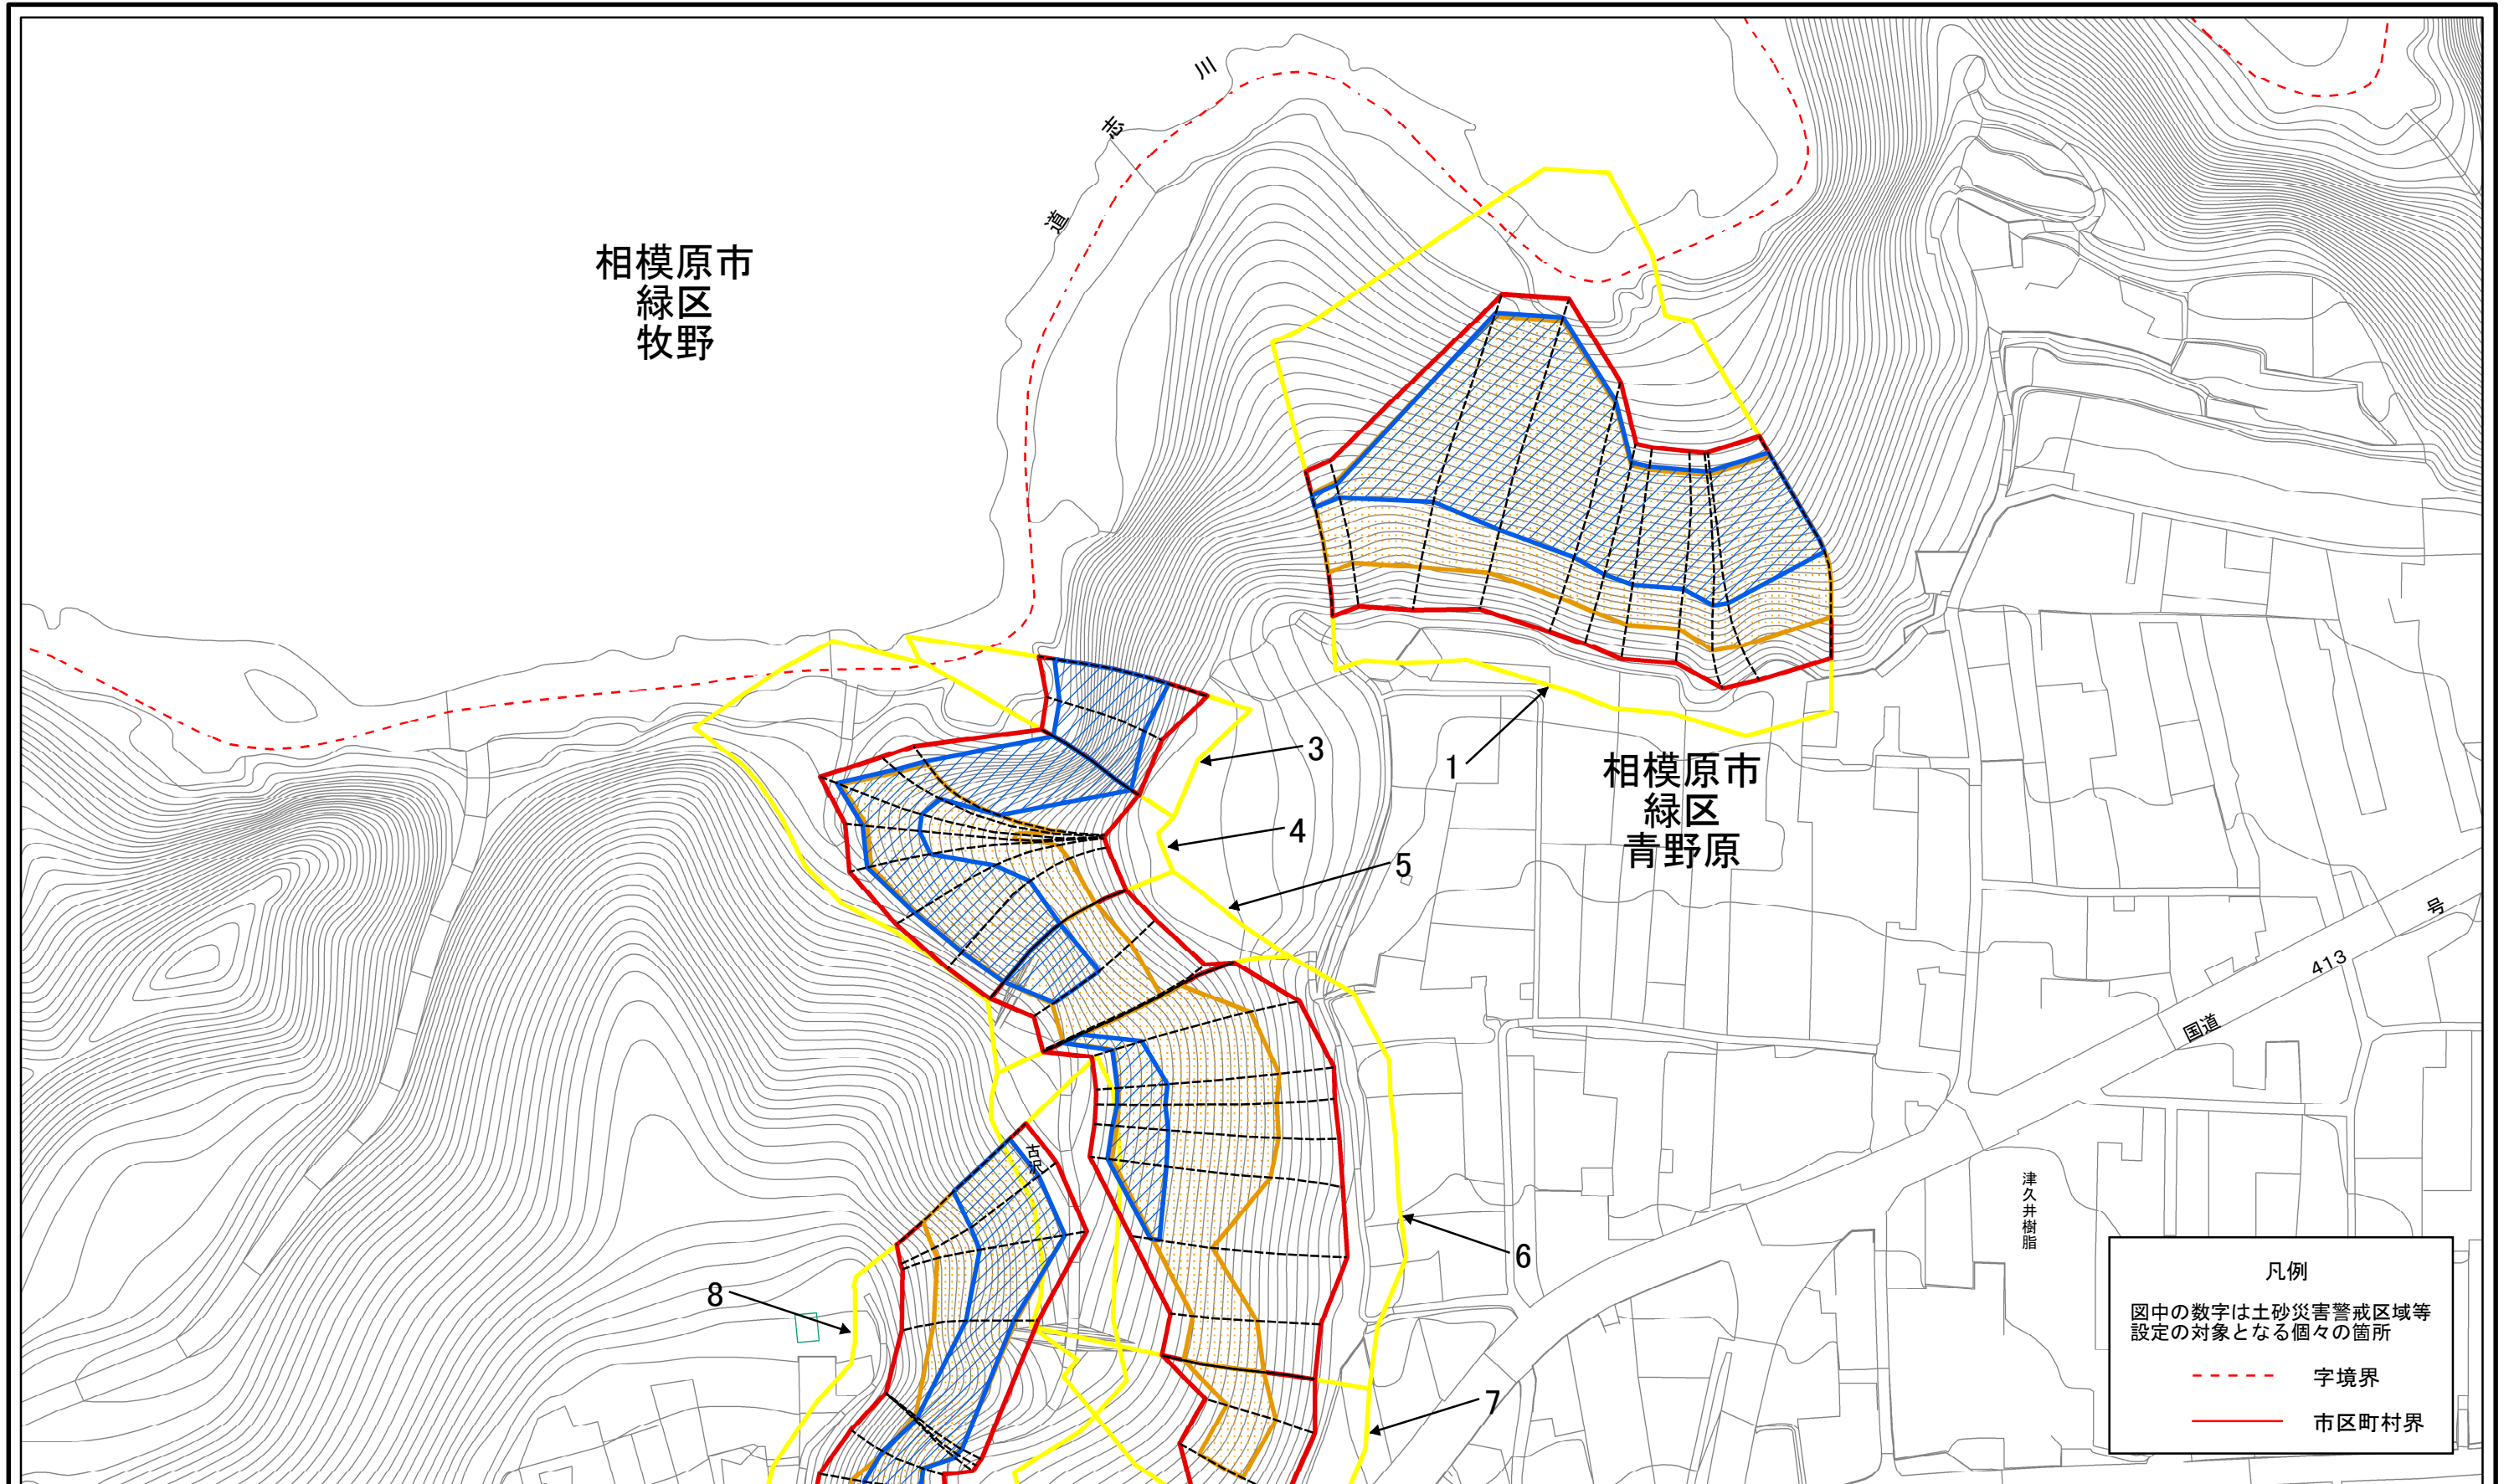 川
志
道
相模原市
緑区
牧野
3
1
相模原市
緑区
青野原
4
5
号
413
国道
古沢
津久井樹脂
6
8
7
凡例
図中の数字は土砂災害警戒区域等
設定の対象となる個々の箇所
字境界
市区町村界